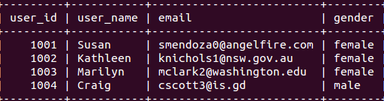 user_id | user_name | email | gender
1001 | Susan | smendoza0@angelfire.com | female
1002 | Kathleen | knichols1@nsw.gov.au | female
1003 | Marilyn | mclark2@washington.edu | female
1004 | Craig | cscott3@is.gd | male